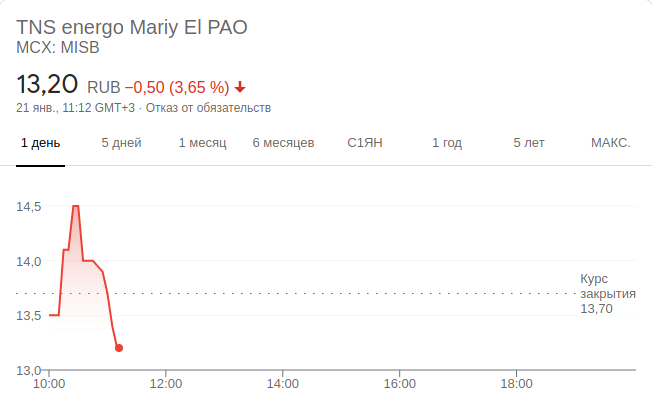 TNS energo Mariy El PAO
MCX: MISB
13,20 RUB −0,50 (3,65 %)
21 янв., 11:12 GMT+3 · Отказ от обязательств
1 день 5 дней 1 месяц 6 месяцев С1ЯН 1 год 5 лет МАКС.
14,5
14,0
Курс
закрытия
13,70
13,5
13,0
10:00 12:00 14:00 16:00 18:00